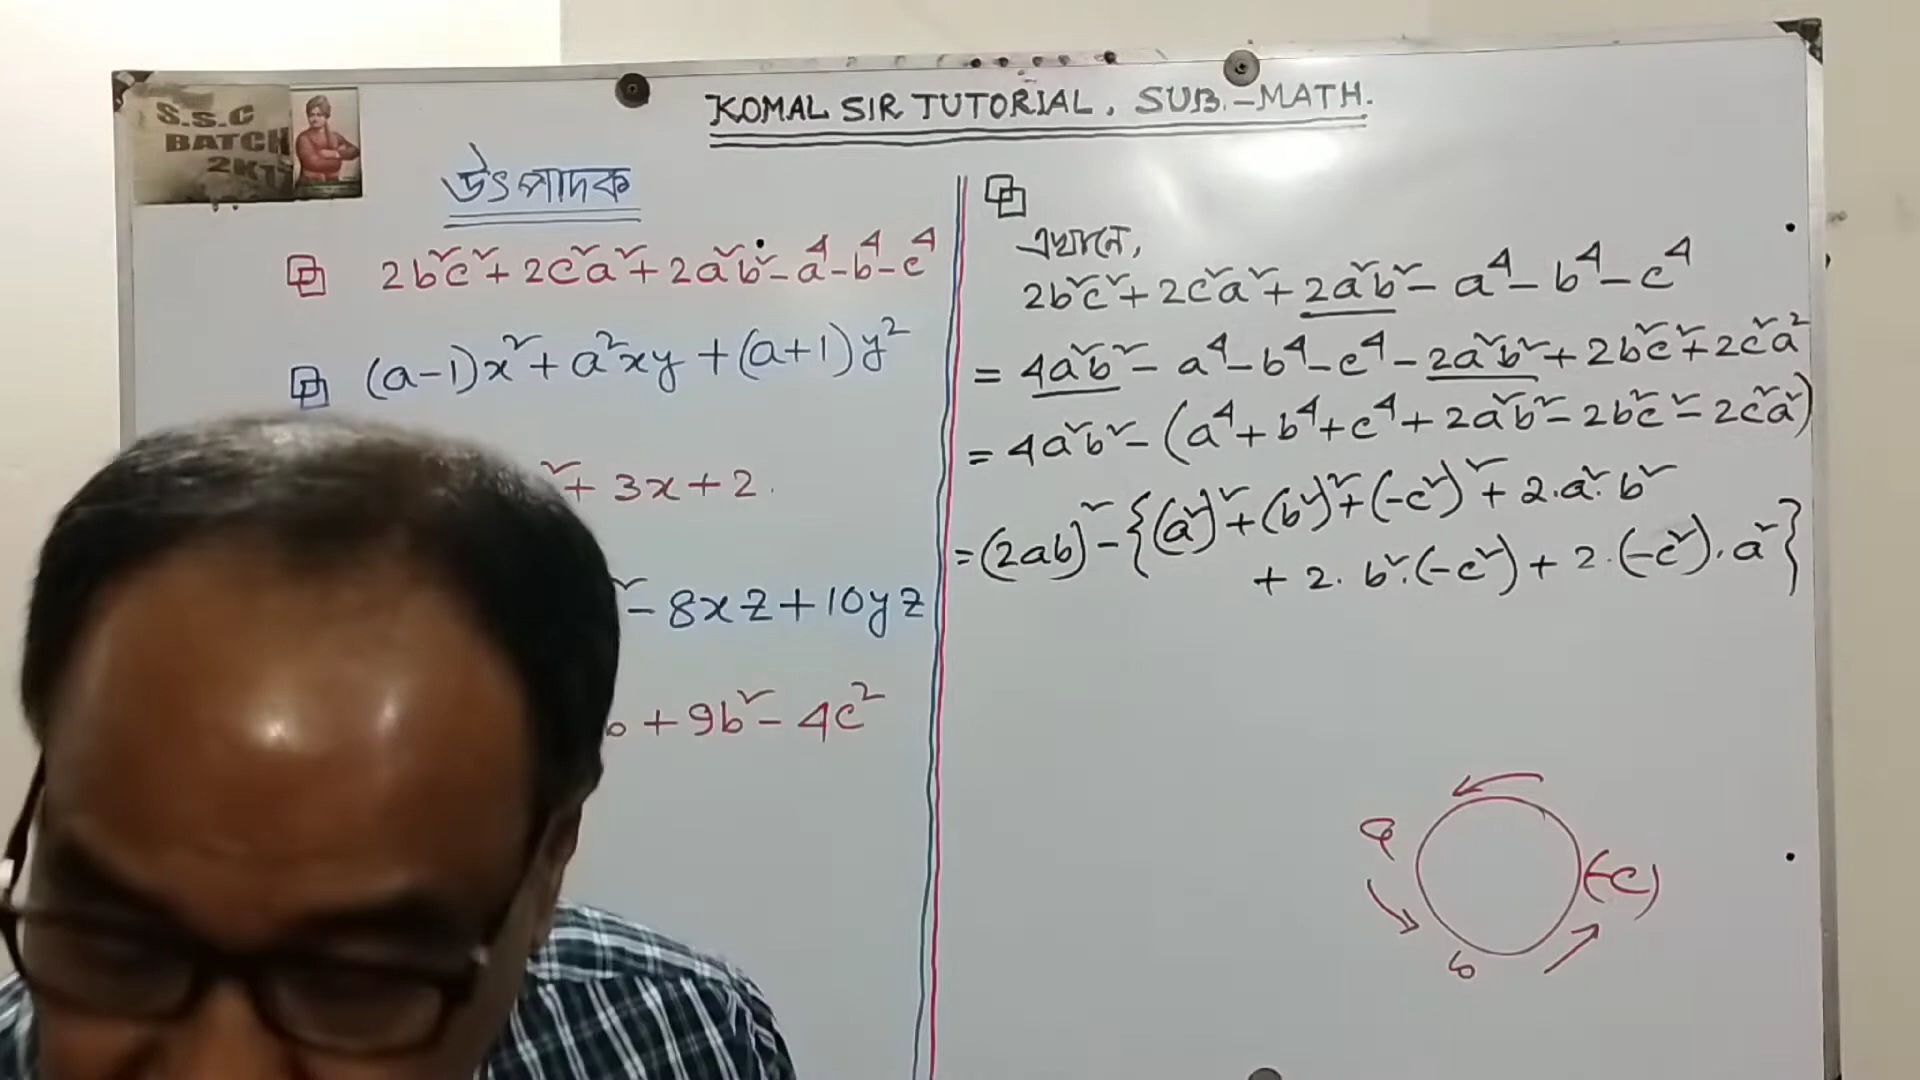 KOMAL SIR TUTORIAL, SUB.-MATH.
S.S.C
BATCH
2K1
উৎপাদক
2b²c²+2c²a²+2a²b²-a⁴-b⁴-c⁴
(a-1)x²+a²xy+(a+1)y²
²+3x+2.
²-8xz+10yz
b+9b²-4c²
এখানে,
2b²c²+2c²a²+2a²b²-a⁴-b⁴-c⁴
=4a²b²-a⁴-b⁴-c⁴-2a²b²+2b²c²+2c²a²
=4a²b²-(a⁴+b⁴+c⁴+2a²b²-2b²c²-2c²a²)
=(2ab)²-{(a²)²+(b²)²+(-c²)²+2.a².b²
+2.b².(-c²)+2.(-c²).a²}
a
(-c)
b